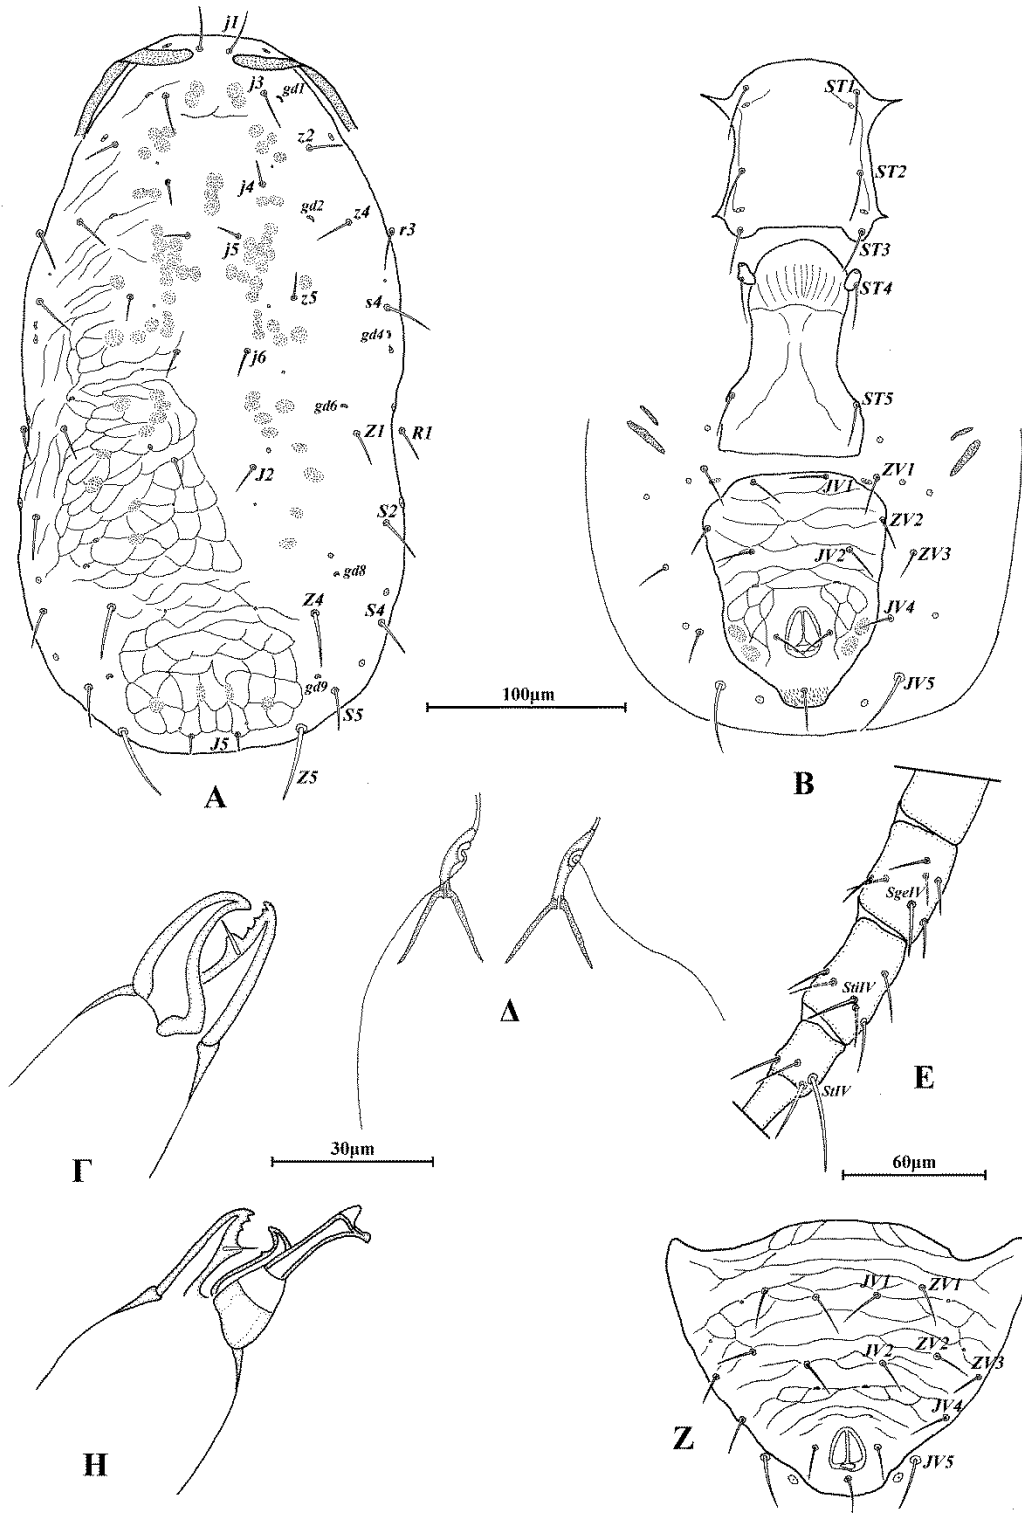 j1
j3
gd1
z2
j4
gd2
z4
r3
j5
z5
s4
gd4
j6
gd6
Z1
R1
J2
S2
gd8
Z4
S4
gd9
S5
J5
Z5
A
100μm
ST1
ST2
ST3
ST4
ST5
ZV1
JV1
ZV2
JV2
ZV3
JV4
JV5
B
Γ
Δ
30μm
SgeIV
StiIV
StIV
E
60μm
H
JV1
ZV1
JV2
ZV2
ZV3
JV4
JV5
Z